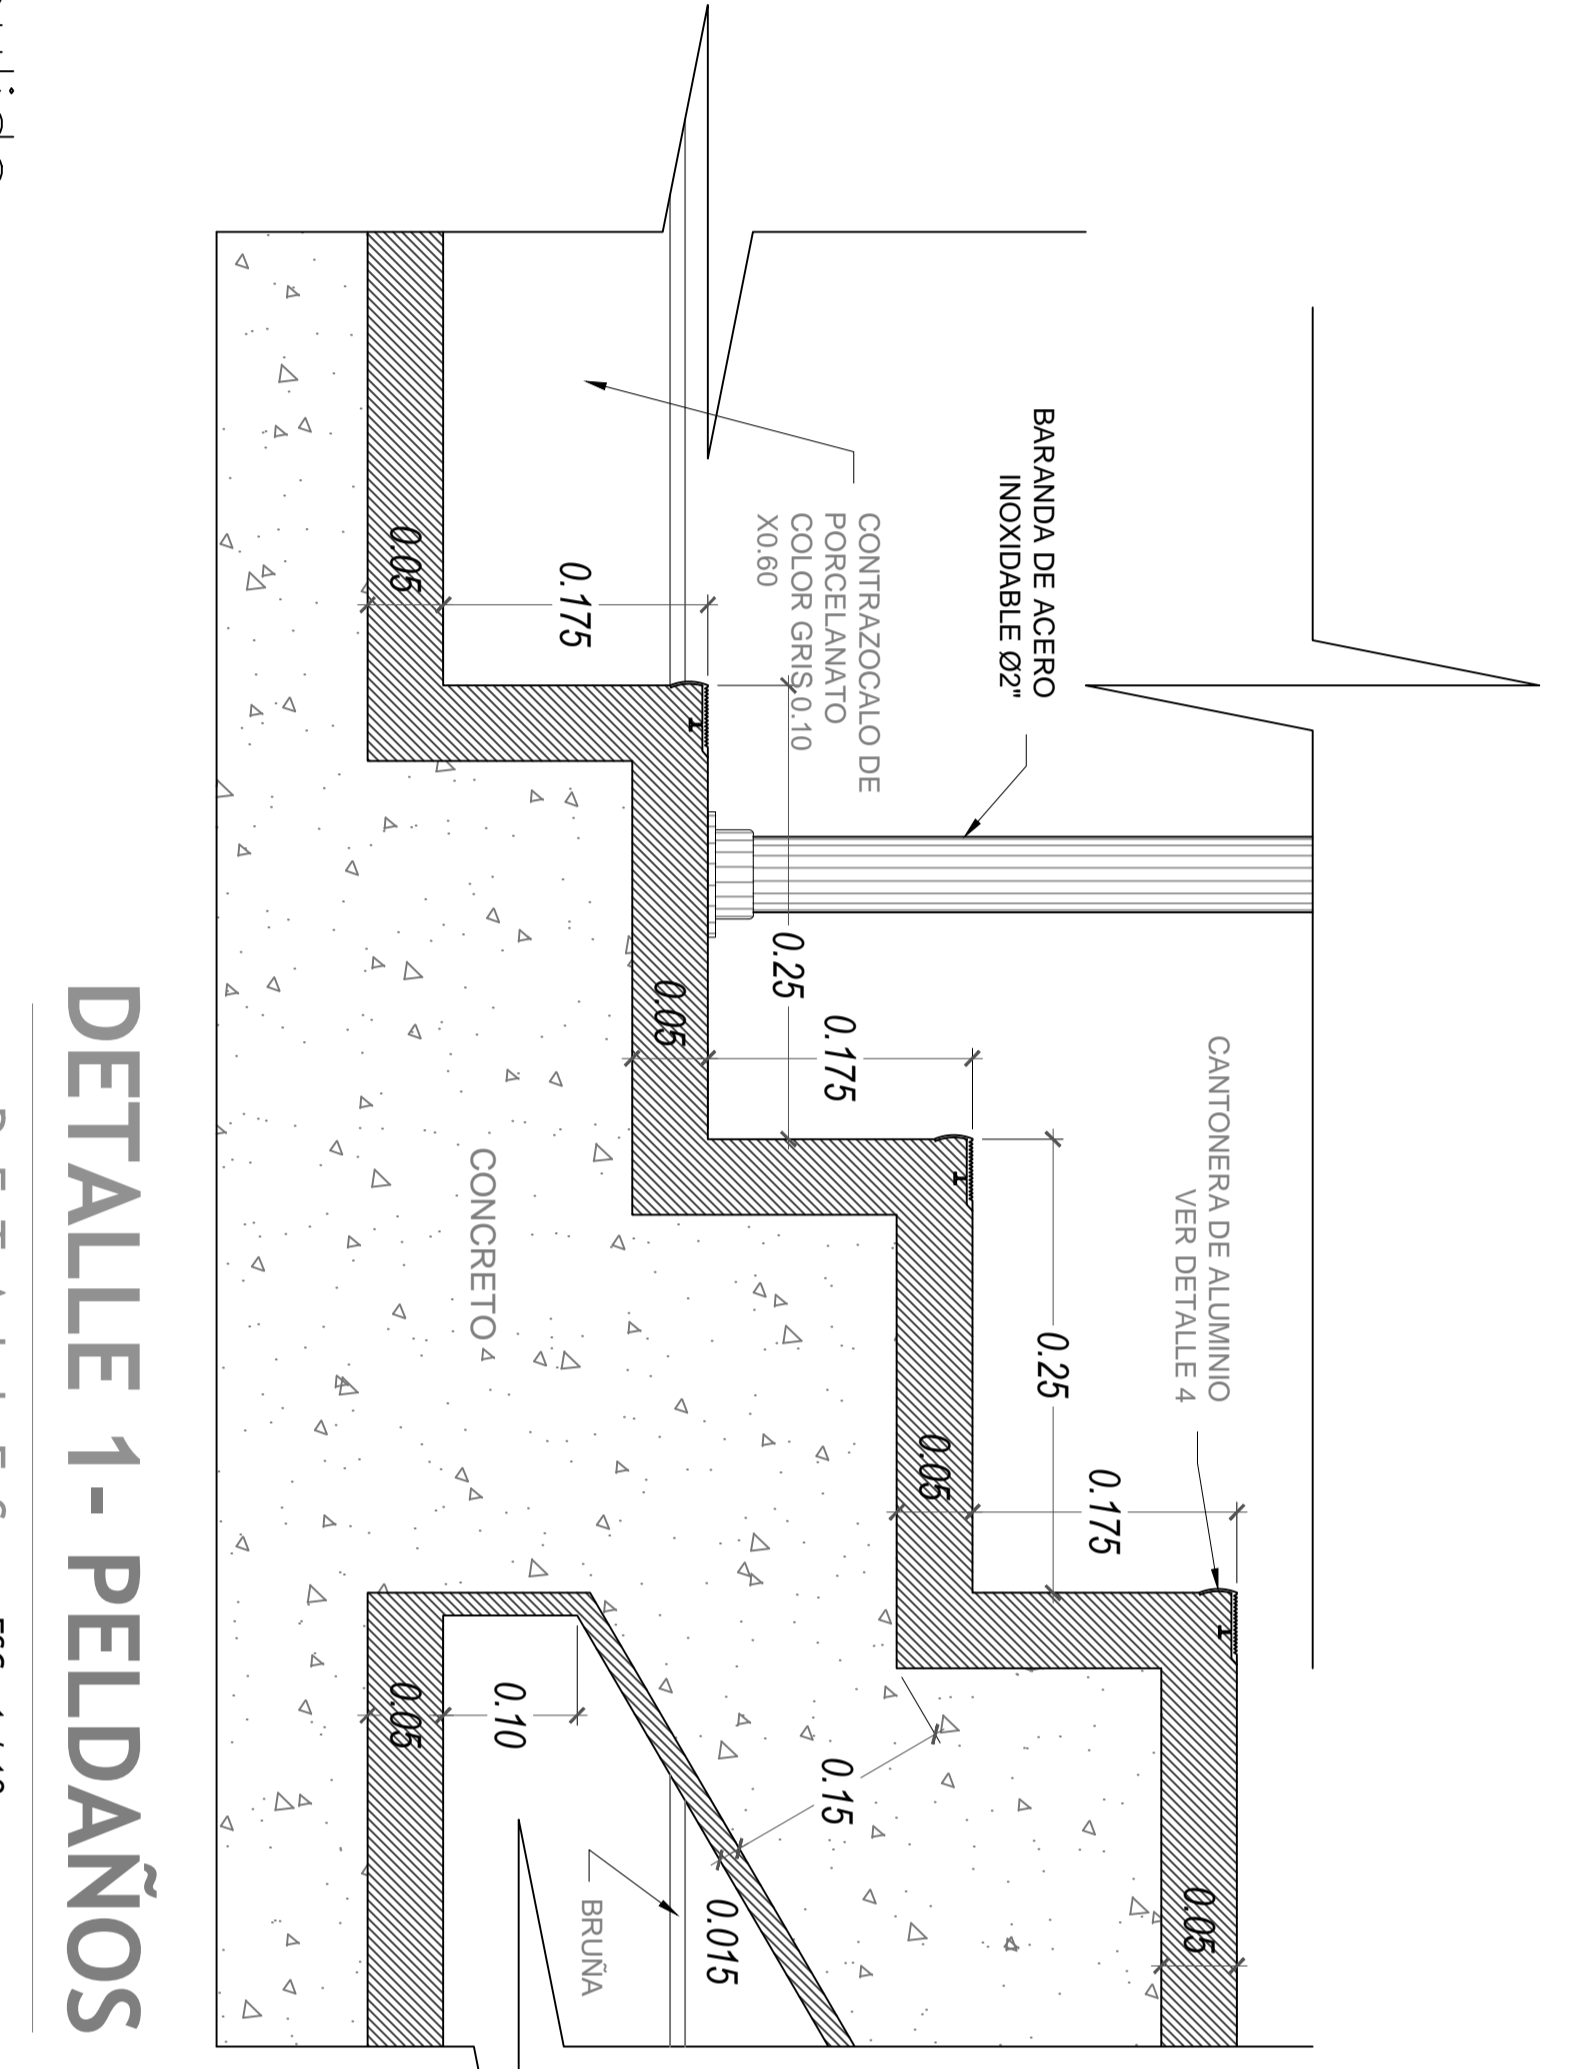 BARANDA DE ACERO
INOXIDABLE Ø2"
CONTRAZOCALO DE
PORCELANATO
COLOR GRIS 0.10
X0.60
CANTONERA DE ALUMINIO
VER DETALLE 4
0.175
0.25
0.175
0.25
0.175
0.05
0.05
0.05
0.05
CONCRETO
0.15
0.015
BRUÑA
0.10
0.05
DETALLE 1 - PELDAÑOS